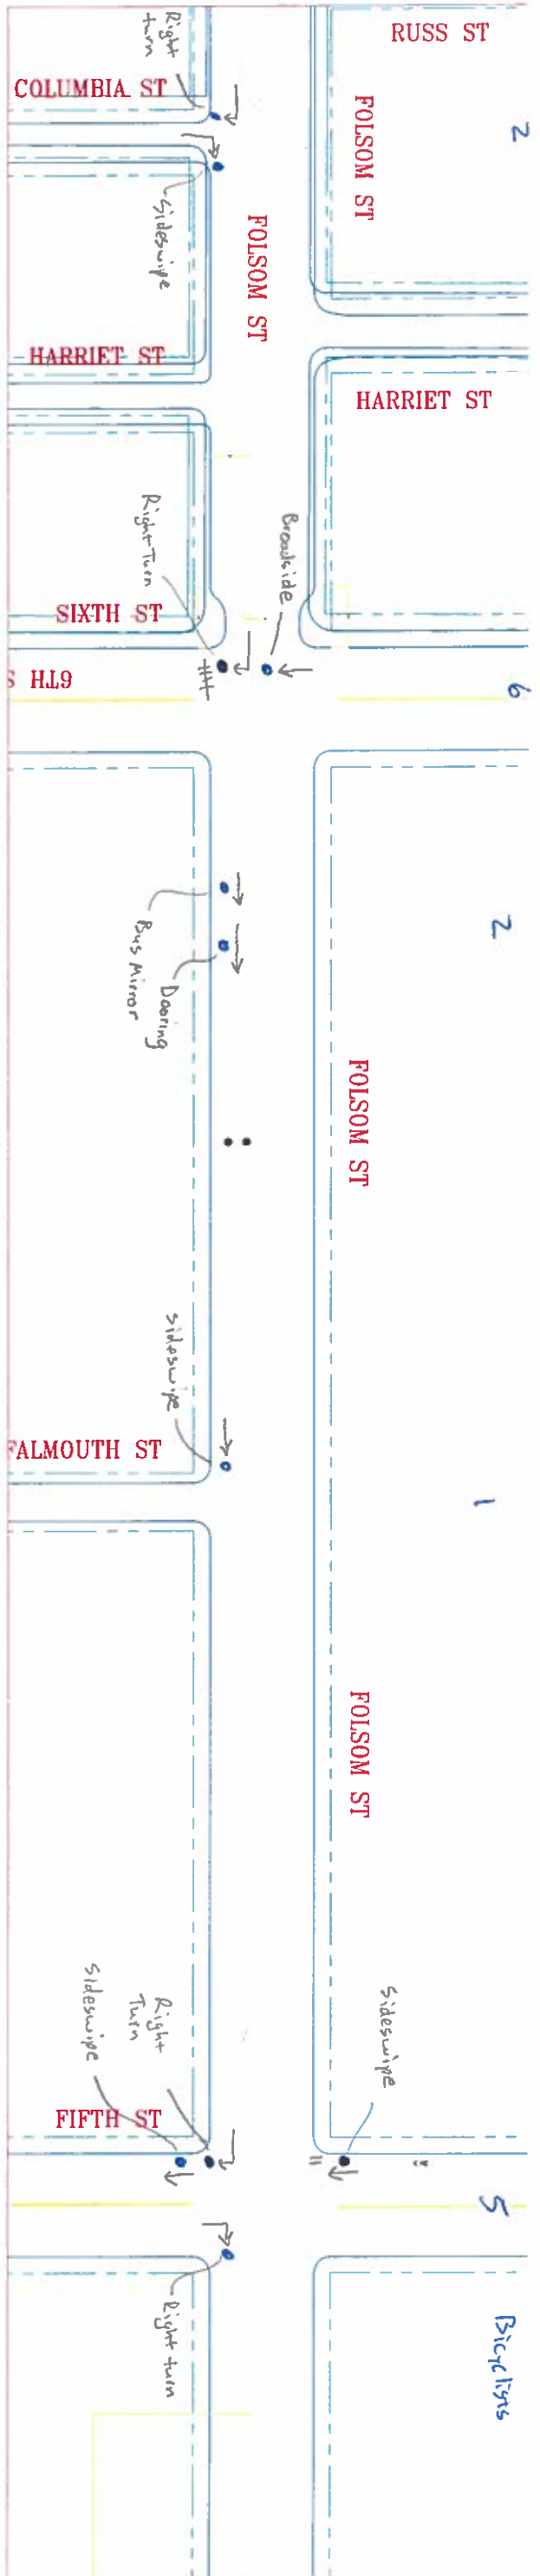 RUSS ST
2
Right
turn
COLUMBIA ST
FOLSOM ST
Sideswipe
FOLSOM ST
HARRIET ST
HARRIET ST
Right Turn
Broadside
SIXTH ST
6TH S
6
2
Bus Mirror
Dooring
FOLSOM ST
sideswipe
FALMOUTH ST
1
FOLSOM ST
Sideswipe
Right
Turn
Sideswipe
FIFTH ST
5
Right turn
Bicyclists